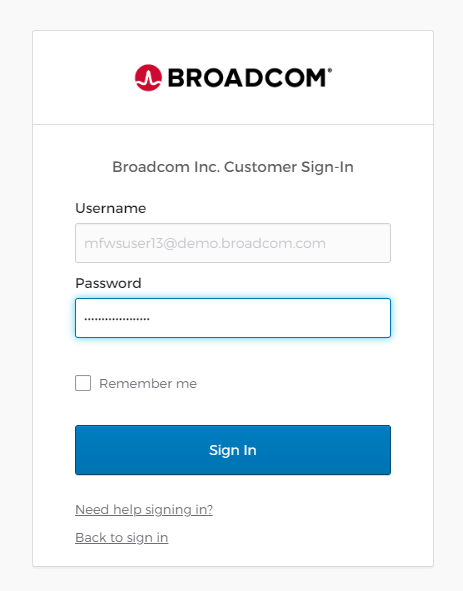 BROADCOM®
Broadcom Inc. Customer Sign-In
Username
mfwsuser13@demo.broadcom.com
Password
•••••••••••••••••••
Remember me
Sign In
Need help signing in?
Back to sign in